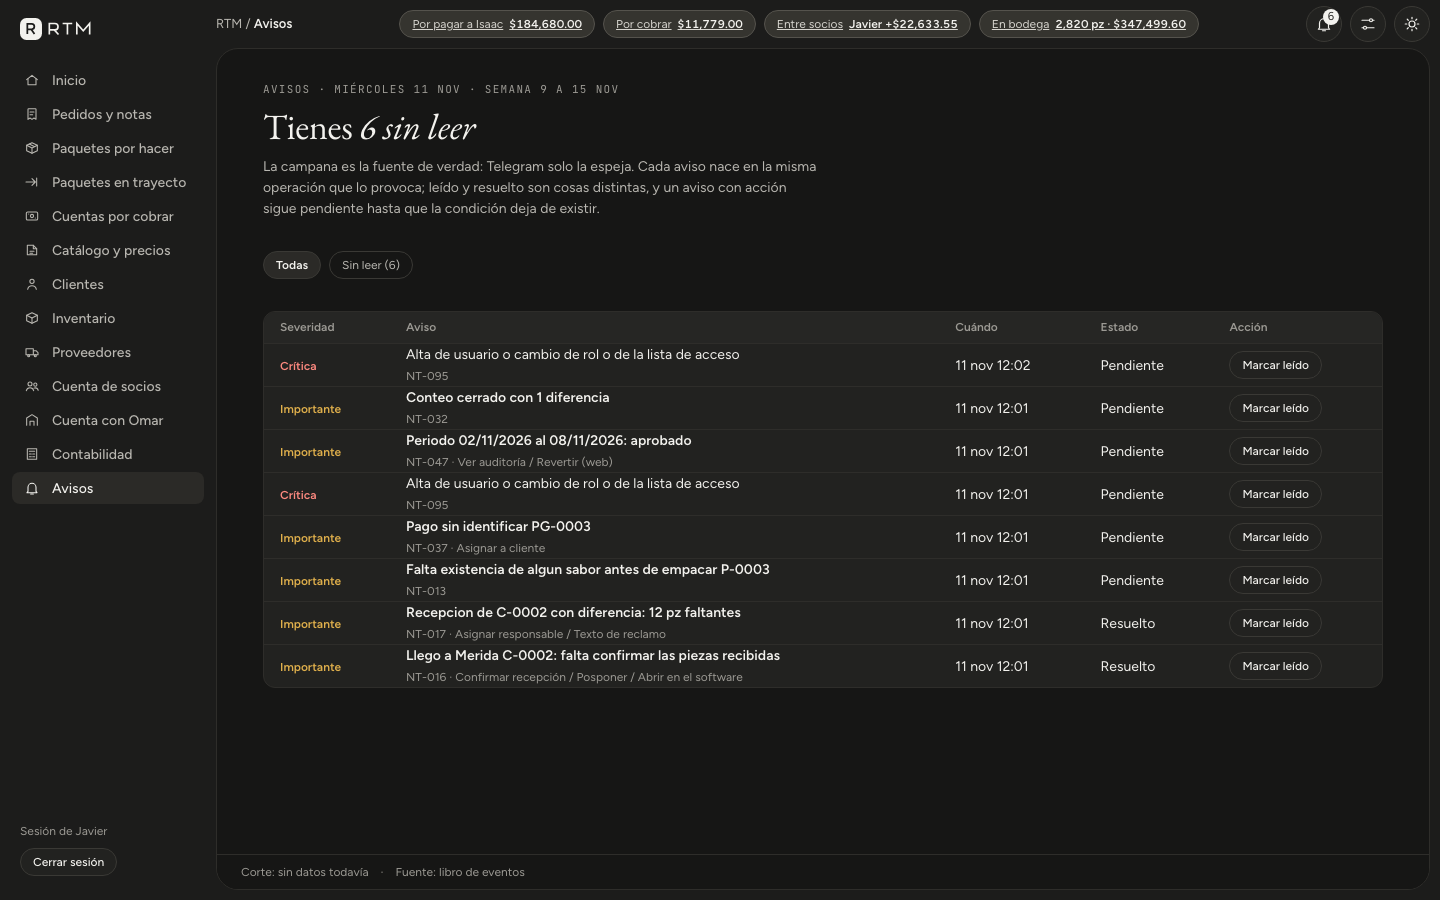 R RTM
RTM / Avisos
Por pagar a Isaac $184,680.00
Por cobrar $11,779.00
Entre socios Javier +$22,633.55
En bodega 2,820 pz · $347,499.60
6
Inicio
Pedidos y notas
Paquetes por hacer
Paquetes en trayecto
Cuentas por cobrar
Catálogo y precios
Clientes
Inventario
Proveedores
Cuenta de socios
Cuenta con Omar
Contabilidad
Avisos
Sesión de Javier
Cerrar sesión
AVISOS · MIÉRCOLES 11 NOV · SEMANA 9 A 15 NOV
Tienes 6 sin leer
La campana es la fuente de verdad: Telegram solo la espeja. Cada aviso nace en la misma
operación que lo provoca; leído y resuelto son cosas distintas, y un aviso con acción
sigue pendiente hasta que la condición deja de existir.
Todas
Sin leer (6)
Severidad Aviso Cuándo Estado Acción
Crítica Alta de usuario o cambio de rol o de la lista de acceso 11 nov 12:02 Pendiente Marcar leído
NT-095
Importante Conteo cerrado con 1 diferencia 11 nov 12:01 Pendiente Marcar leído
NT-032
Importante Periodo 02/11/2026 al 08/11/2026: aprobado 11 nov 12:01 Pendiente Marcar leído
NT-047 · Ver auditoría / Revertir (web)
Crítica Alta de usuario o cambio de rol o de la lista de acceso 11 nov 12:01 Pendiente Marcar leído
NT-095
Importante Pago sin identificar PG-0003 11 nov 12:01 Pendiente Marcar leído
NT-037 · Asignar a cliente
Importante Falta existencia de algun sabor antes de empacar P-0003 11 nov 12:01 Pendiente Marcar leído
NT-013
Importante Recepcion de C-0002 con diferencia: 12 pz faltantes 11 nov 12:01 Resuelto Marcar leído
NT-017 · Asignar responsable / Texto de reclamo
Importante Llego a Merida C-0002: falta confirmar las piezas recibidas 11 nov 12:01 Resuelto Marcar leído
NT-016 · Confirmar recepción / Posponer / Abrir en el software
Corte: sin datos todavía · Fuente: libro de eventos